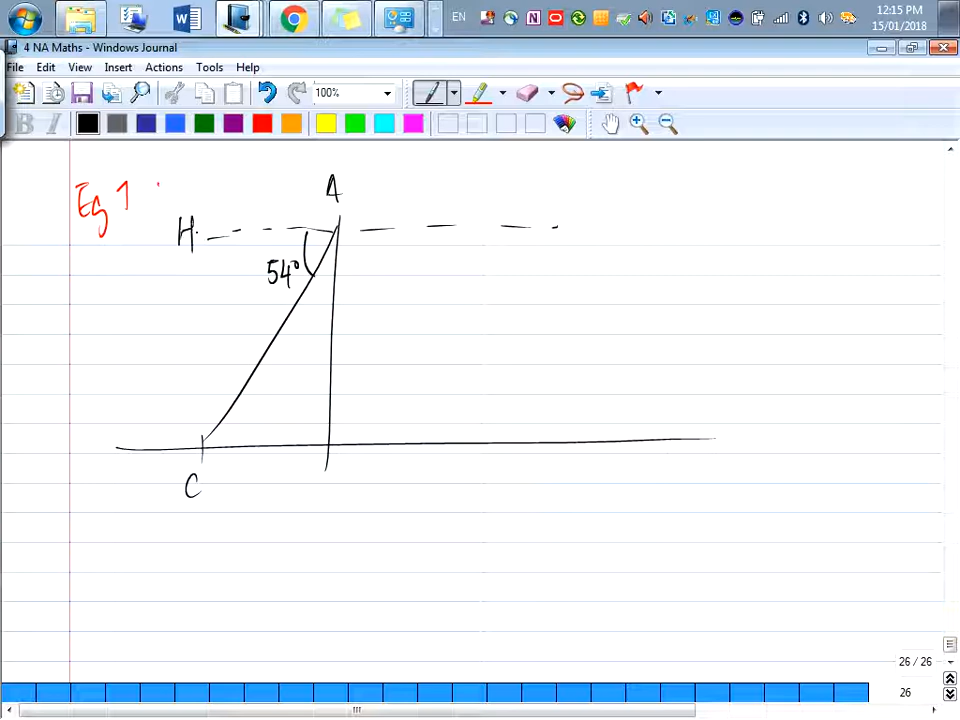 EN
12:15 PM
15/01/2018
4 NA Maths - Windows Journal
File Edit View Insert Actions Tools Help
100%
B I
Eg 1
A
H
54°
C
26 / 26
26